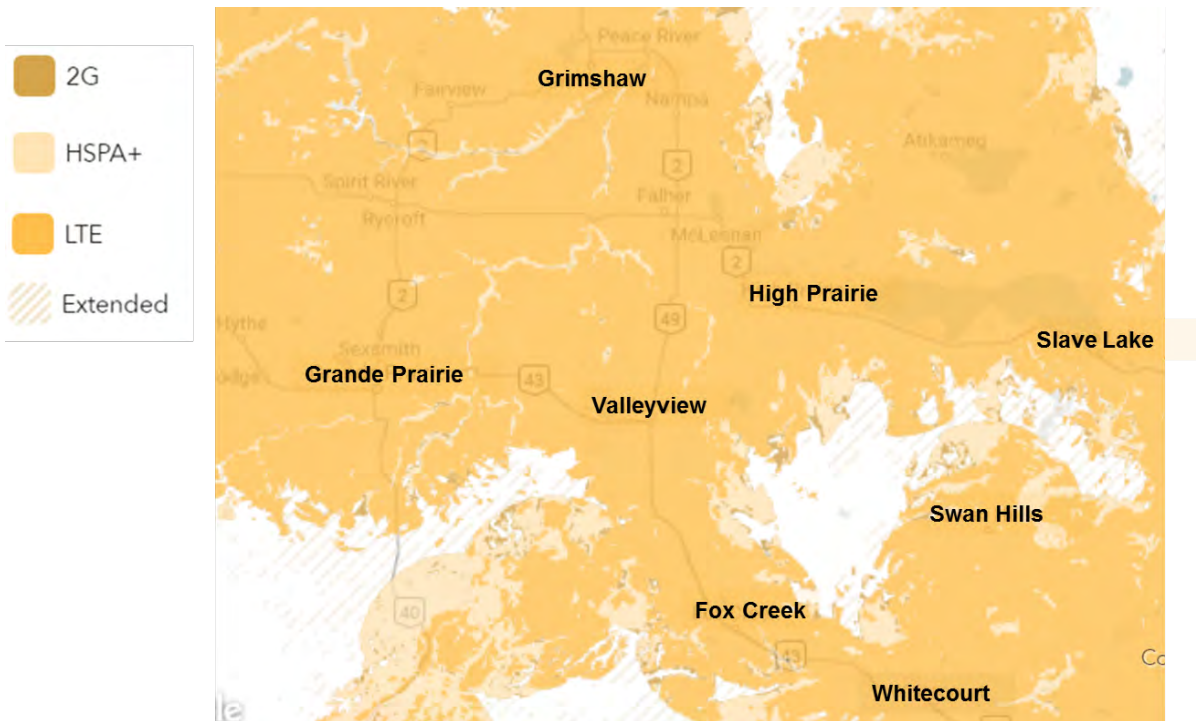 2G
HSPA+
LTE
Extended
Peace River
Grimshaw
Fairview
Nampa
2
Atikameg
2
Spirit River
Falher
Rycroft
McLennan
2
High Prairie
2
49
Hythe
Slave Lake
Sexsmith
Grande Prairie
43
Valleyview
Swan Hills
Fox Creek
40
43
Whitecourt